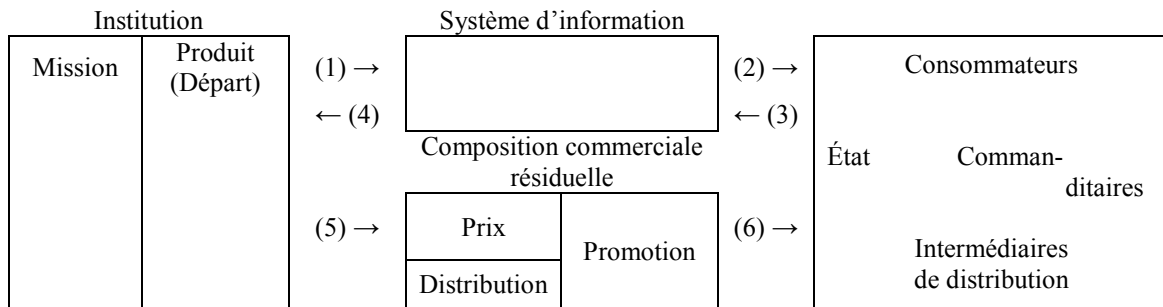 Institution
Système d’information
Mission
Produit
(Départ)
(1) →
(2) →
Consommateurs
← (4)
← (3)
Composition commerciale
résiduelle
État
Comman-
ditaires
(5) →
Prix
Promotion
(6) →
Distribution
Intermédiaires
de distribution